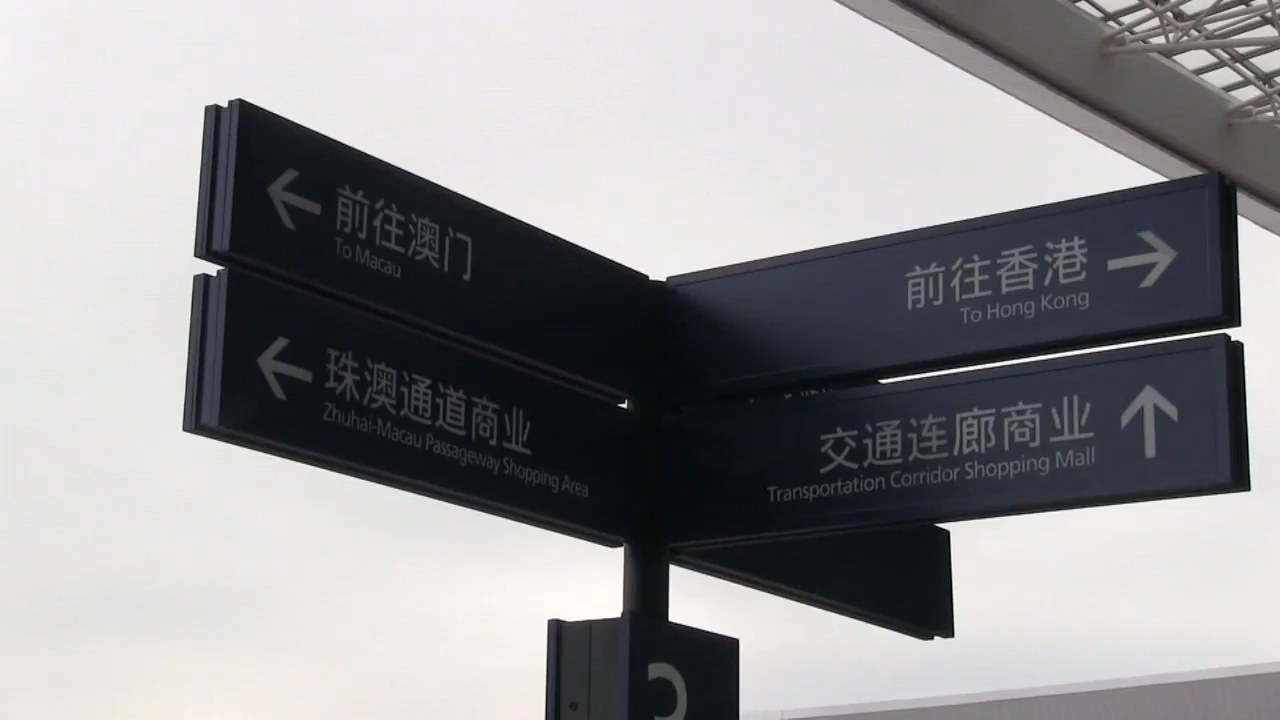 前往澳门
To Macau
珠澳通道商业
Zhuhai-Macau Passageway Shopping Area
前往香港
To Hong Kong
交通连廊商业
Transportation Corridor Shopping Mall